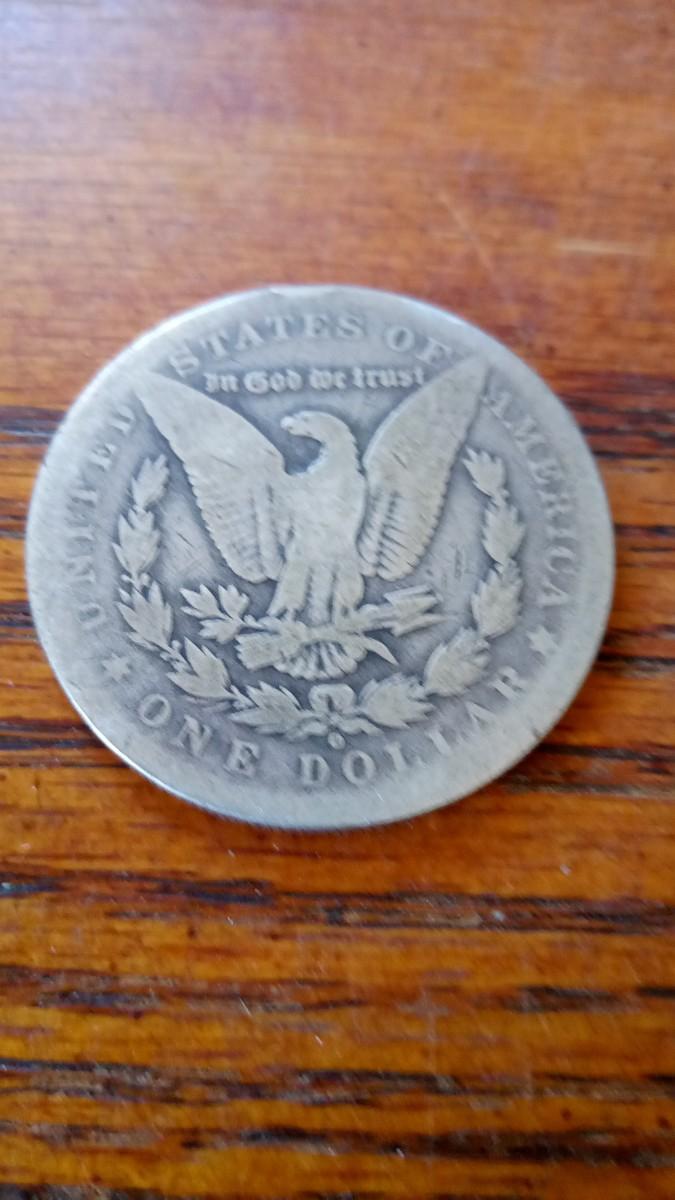 UNITED STATES OF AMERICA
In God we trust
ONE DOLLAR
O